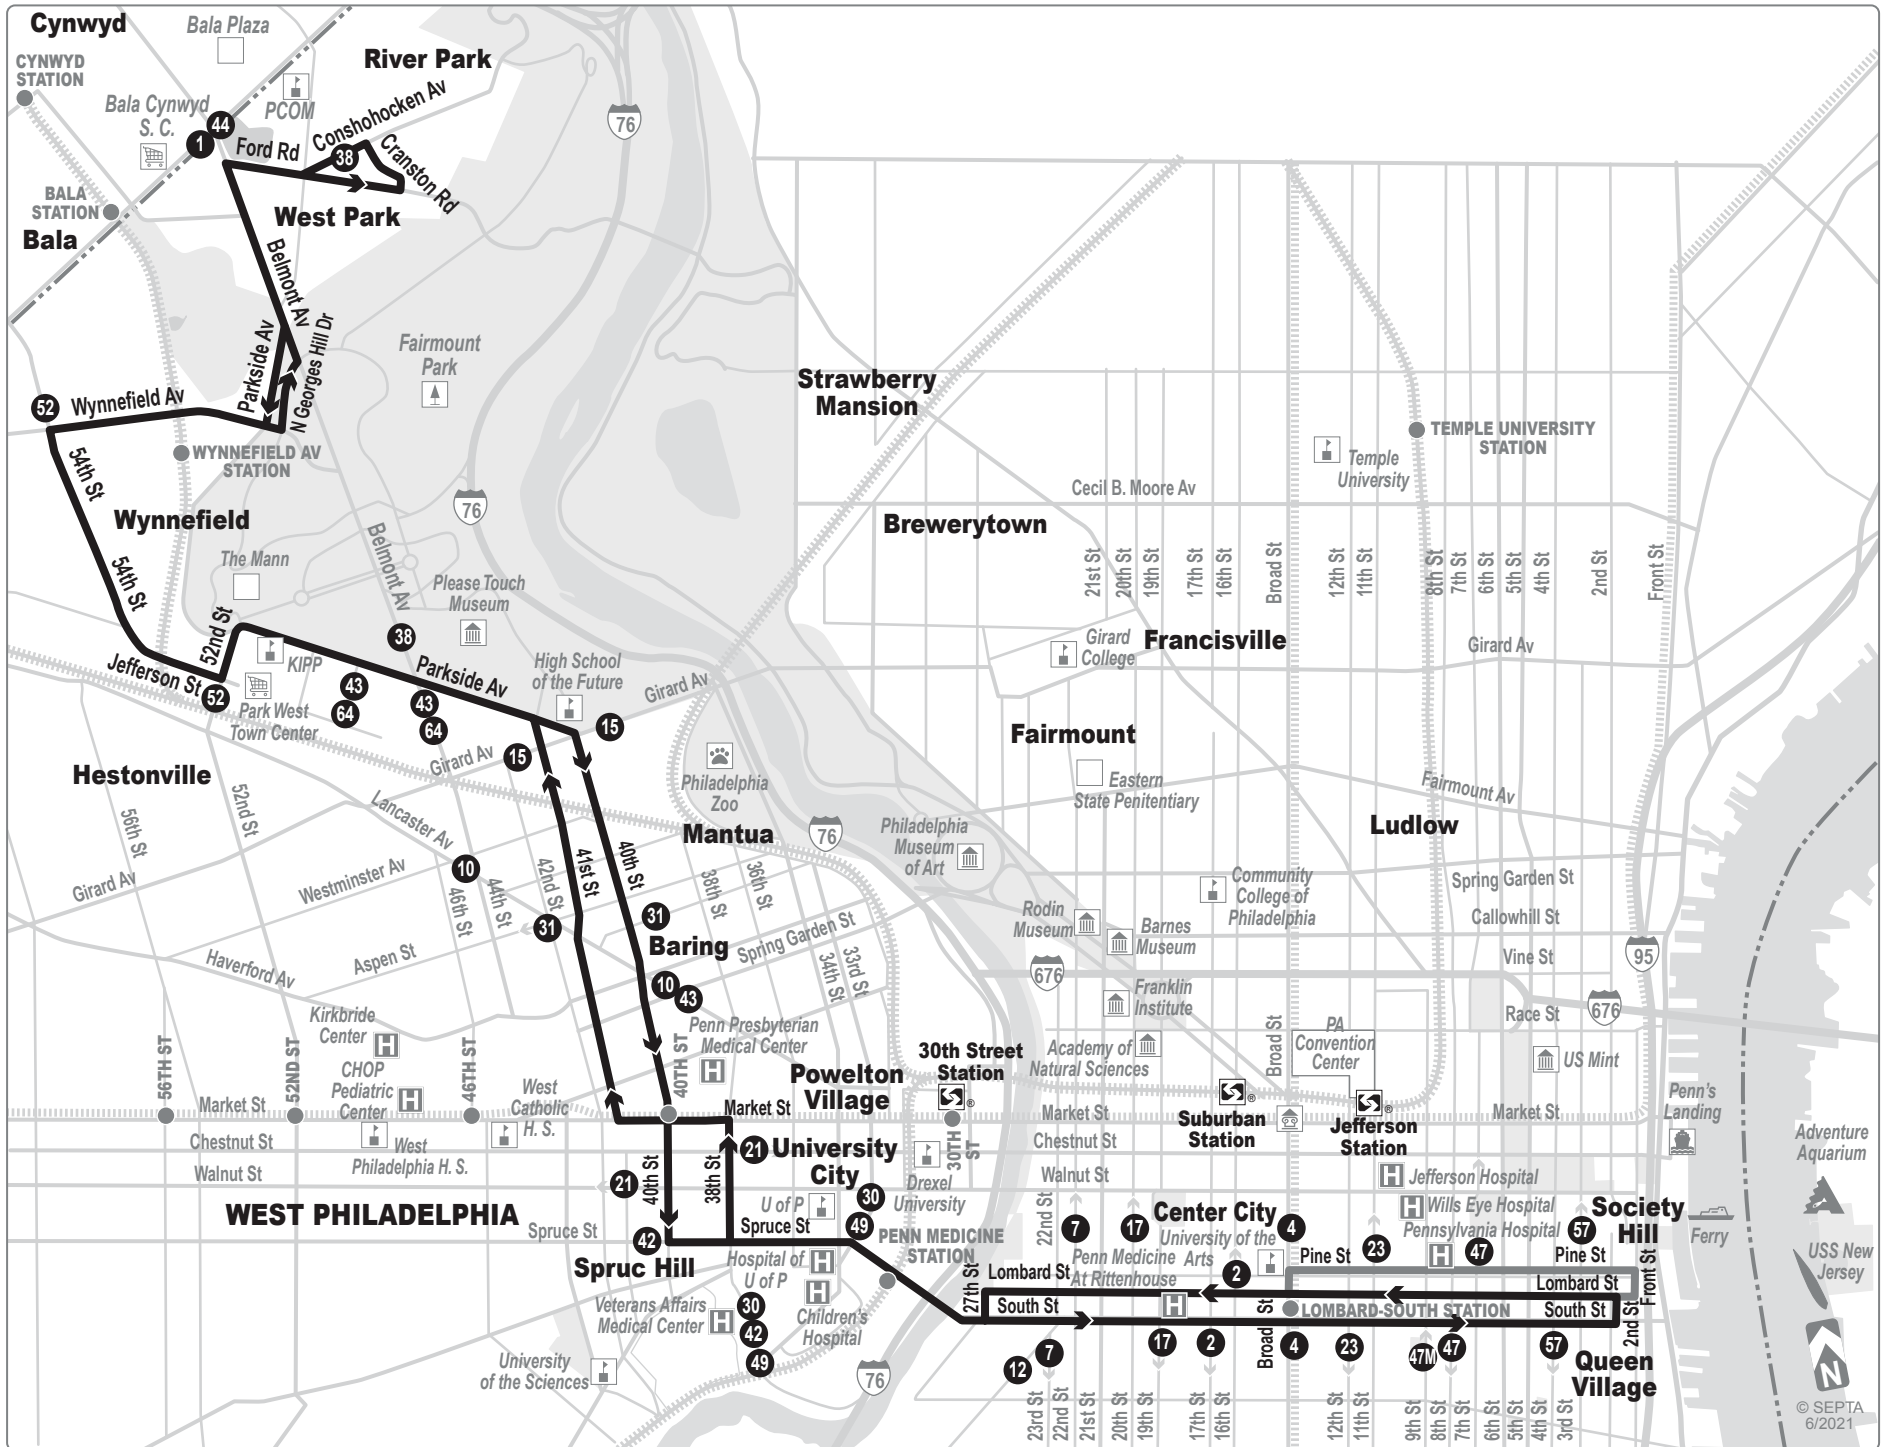 Cynwyd
Bala Plaza
CYNWYD
STATION
River Park
Bala Cynwyd
S. C.
PCOM
Conshohocken Av
44
1
Ford Rd
38
Cranston Rd
76
BALA
STATION
Bala
West Park
Belmont Av
Parkside Av
N Georges Hill Dr
Fairmount
Park
52
Wynnefield Av
WYNNEFIELD AV
STATION
54th St
Wynnefield
54th St
The Mann
Belmont Av
76
Please Touch
Museum
52nd St
Jefferson St
52
KIPP
38
Parkside Av
High School
of the Future
Girard Av
Park West
Town Center
43
64
43
64
15
15
Girard Av
Hestonville
56th St
52nd St
Lancaster Av
Philadelphia
Zoo
Mantua
76
Girard Av
Westminster Av
10
46th St
44th St
42nd St
41st St
40th St
38th St
36th St
31
31
Baring
Spring Garden St
34th St
33rd St
Haverford Av
Aspen St
10
43
Kirkbride
Center
CHOP
Pediatric
Center
56TH ST
52ND ST
46TH ST
40TH ST
Penn Presbyterian
Medical Center
West
Catholic
H. S.
Powelton
Village
30th Street
Station
®
Market St
Market St
Chestnut St
West
Philadelphia H. S.
Walnut St
21
University
City
30TH
ST
Drexel
University
21
40th St
38th St
U of P
30
WEST PHILADELPHIA
Spruce St
42
Spruce St
49
PENN MEDICINE
STATION
Spruc Hill
Hospital of
U of P
Veterans Affairs
Medical Center
30
42
49
Children's
Hospital
University
of the Sciences
76
Strawberry
Mansion
TEMPLE UNIVERSITY
STATION
Temple
University
Cecil B. Moore Av
Brewerytown
21st St
20th St
19th St
17th St
16th St
Broad St
12th St
11th St
8th St
7th St
6th St
5th St
4th St
2nd St
Front St
Girard
College
Francisville
Girard Av
Fairmount
Eastern
State Penitentiary
Fairmount Av
Ludlow
Philadelphia
Museum
of Art
Community
College of
Philadelphia
Spring Garden St
Callowhill St
Rodin
Museum
Barnes
Museum
Vine St
95
676
Franklin
Institute
676
Race St
Broad St
PA
Convention
Center
Academy of
Natural Sciences
US Mint
Penn's
Landing
Market St
Suburban
Station
®
Jefferson
Station
®
Market St
Chestnut St
Adventure
Aquarium
Walnut St
Jefferson Hospital
22nd St
7
17
Center City
4
Wills Eye Hospital
Society
Hill
University of the
Arts
23
Pennsylvania Hospital
47
57
Ferry
Penn Medicine
At Rittenhouse
2
Pine St
Pine St
USS New
Jersey
27th St
Lombard St
Lombard St
Front St
South St
LOMBARD-SOUTH STATION
South St
2nd St
Broad St
12
7
17
2
4
23
47M
47
57
Queen
Village
N
23rd St
22nd St
21st St
20th St
19th St
17th St
16th St
12th St
11th St
9th St
8th St
7th St
6th St
5th St
4th St
3rd St
© SEPTA
6/2021